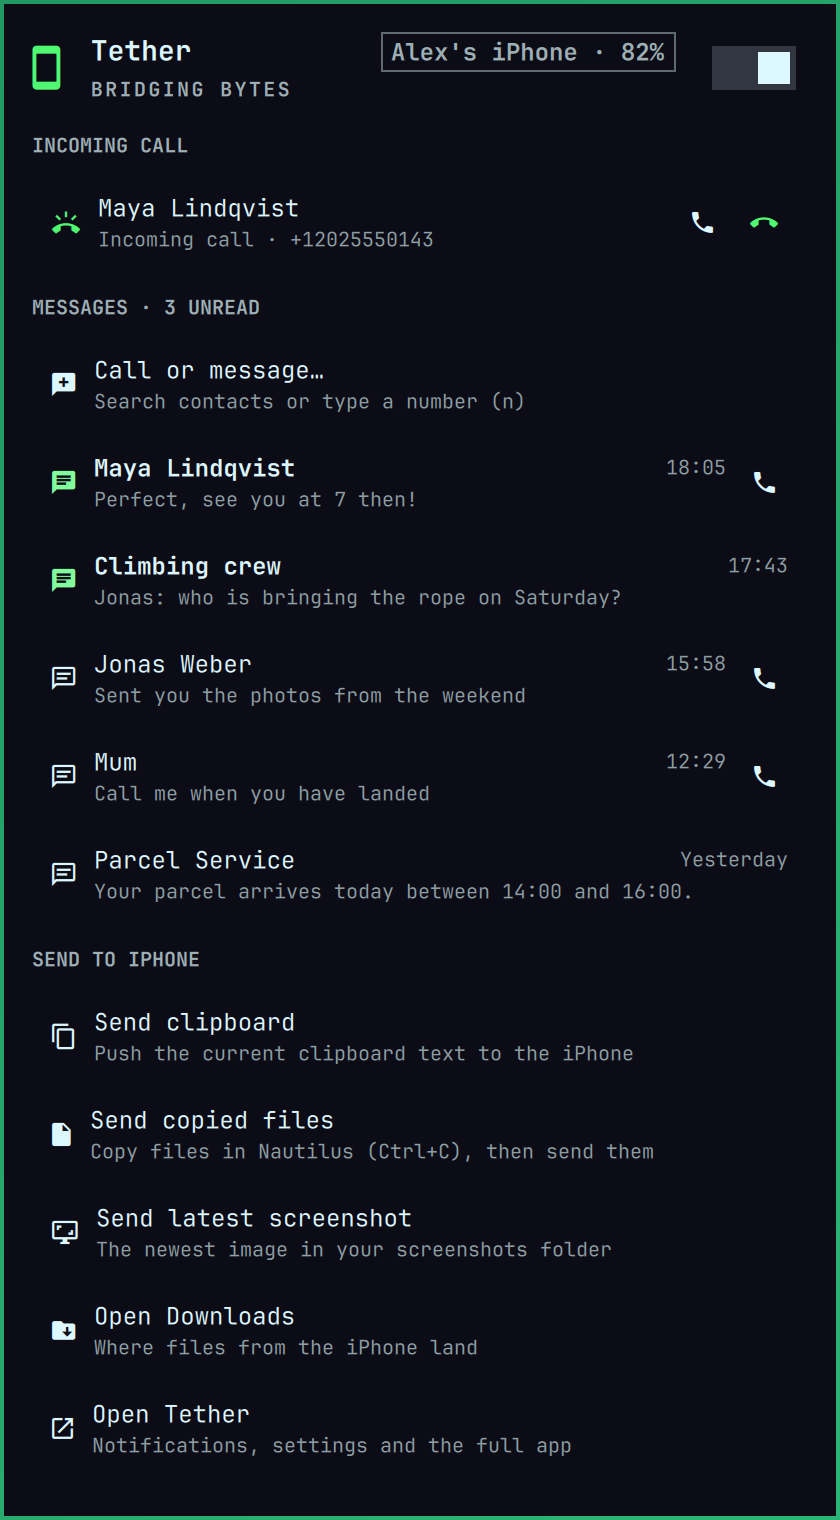 Tether
Alex's iPhone · 82%
BRIDGING BYTES
INCOMING CALL
Maya Lindqvist
Incoming call · +12025550143
MESSAGES · 3 UNREAD
Call or message…
Search contacts or type a number (n)
Maya Lindqvist 18:05
Perfect, see you at 7 then!
Climbing crew 17:43
Jonas: who is bringing the rope on Saturday?
Jonas Weber 15:58
Sent you the photos from the weekend
Mum 12:29
Call me when you have landed
Parcel Service Yesterday
Your parcel arrives today between 14:00 and 16:00.
SEND TO IPHONE
Send clipboard
Push the current clipboard text to the iPhone
Send copied files
Copy files in Nautilus (Ctrl+C), then send them
Send latest screenshot
The newest image in your screenshots folder
Open Downloads
Where files from the iPhone land
Open Tether
Notifications, settings and the full app